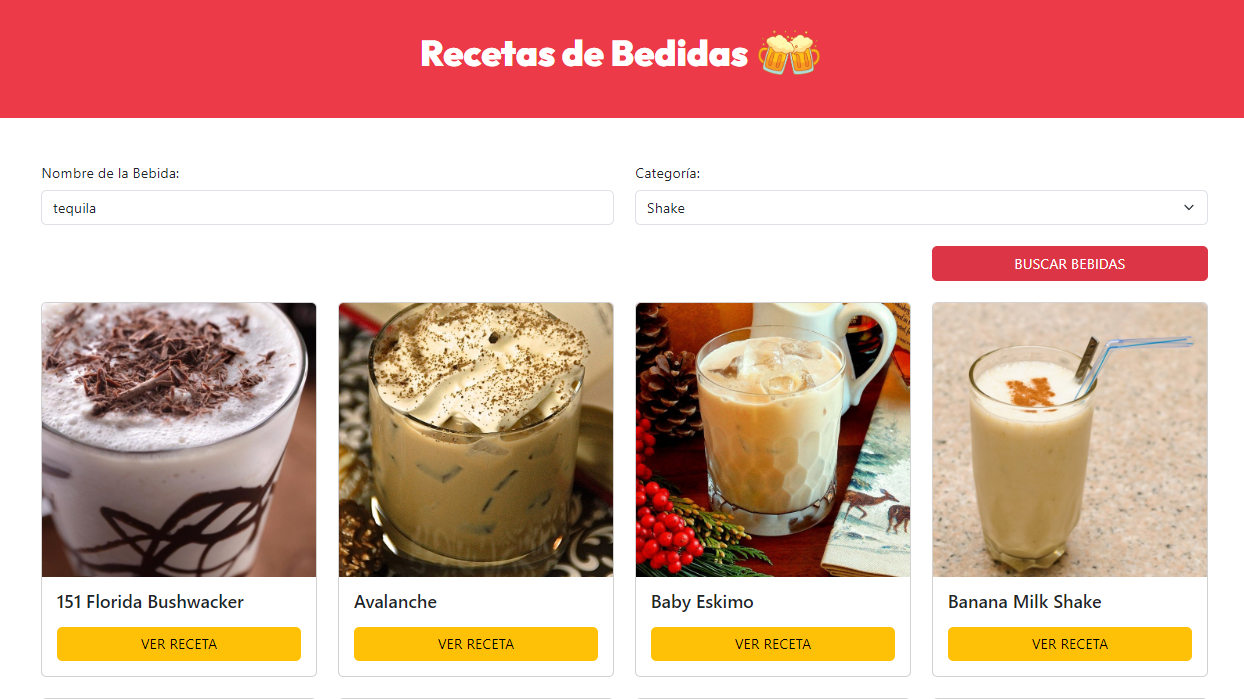 Recetas de Bedidas
Nombre de la Bebida:
Categoría:
tequila
Shake
BUSCAR BEBIDAS
151 Florida Bushwacker
Avalanche
Baby Eskimo
Banana Milk Shake
VER RECETA
VER RECETA
VER RECETA
VER RECETA